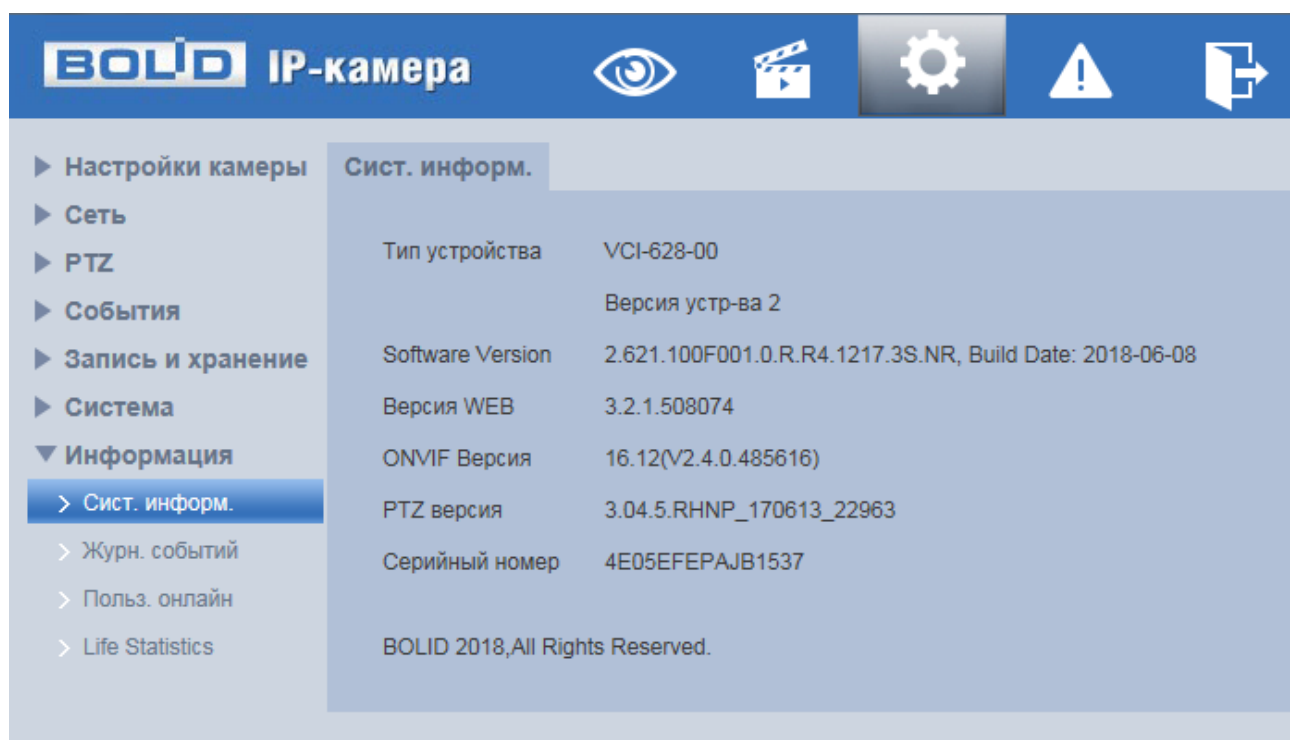 BOLID IP-камера
Настройки камеры
Сеть
PTZ
События
Запись и хранение
Система
Информация
Сист. информ.
Журн. событий
Польз. онлайн
Life Statistics
Сист. информ.
Тип устройства VCI-628-00
Версия устр-ва 2
Software Version 2.621.100F001.0.R.R4.1217.3S.NR, Build Date: 2018-06-08
Версия WEB 3.2.1.508074
ONVIF Версия 16.12(V2.4.0.485616)
PTZ версия 3.04.5.RHNP_170613_22963
Серийный номер 4E05EFEPAJB1537
BOLID 2018,All Rights Reserved.